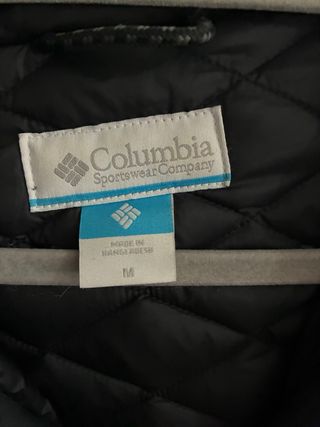 Columbia
Sportswear Company
MADE IN
BANGLADESH
M